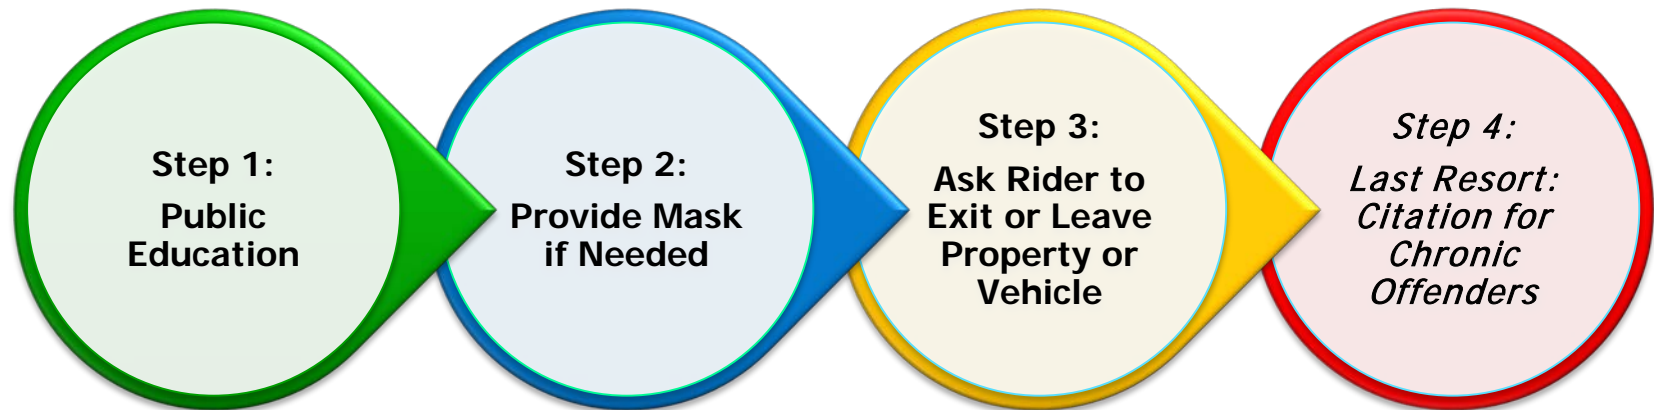 Step 1:
Public
Education
Step 2:
Provide Mask
if Needed
Step 3:
Ask Rider to
Exit or Leave
Property or
Vehicle
Step 4:
Last Resort:
Citation for
Chronic
Offenders